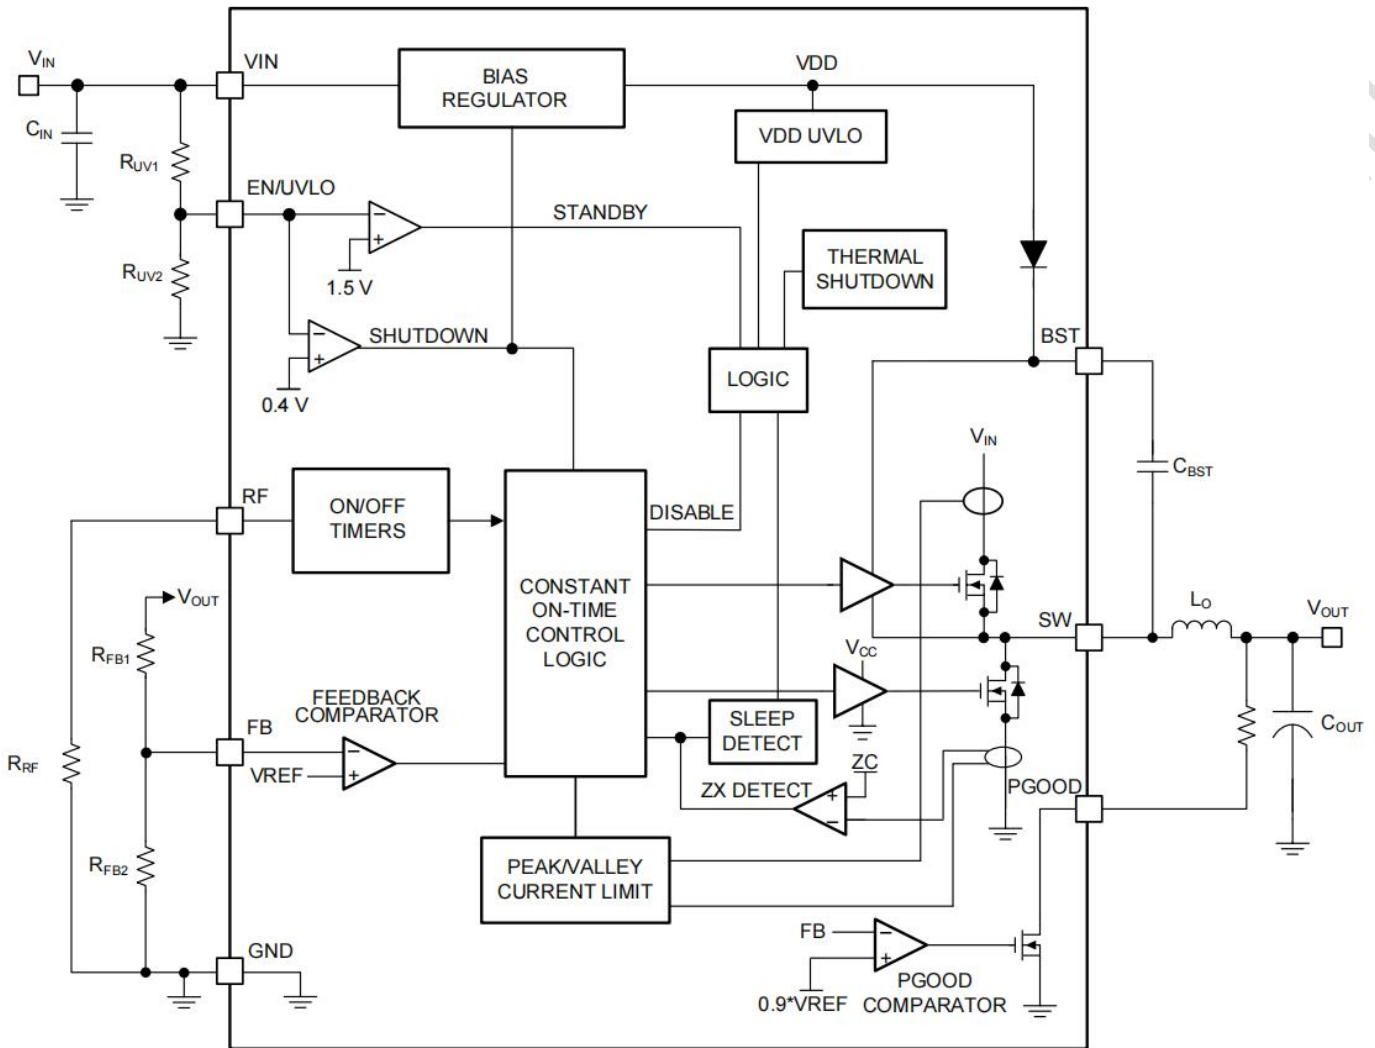 VIN
VIN
BIAS
REGULATOR
VDD
CIN
VDD UVLO
RUV1
EN/UVLO
STANDBY
−
+
THERMAL
SHUTDOWN
RUV2
1.5 V
BST
SHUTDOWN
−
+
LOGIC
0.4 V
VIN
CBST
RF
ON/OFF
TIMERS
DISABLE
CONSTANT
ON-TIME
CONTROL
LOGIC
VOUT
LO
VOUT
SW
RFB1
VCC
FEEDBACK
COMPARATOR
SLEEP
DETECT
COUT
FB
−
VREF
+
RRF
ZC
ZX DETECT
+
−
PGOOD
RFB2
PEAK/VALLEY
CURRENT LIMIT
FB
−
+
GND
PGOOD
COMPARATOR
0.9*VREF